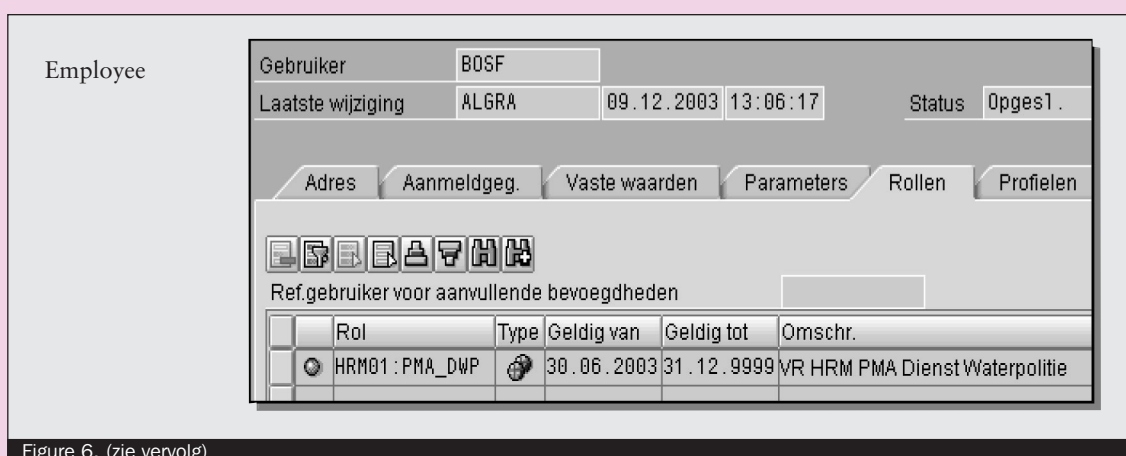 Employee
Gebruiker BOSF
Laatste wijziging ALGRA 09.12.2003 13:06:17 Status Opgesl.
Adres Aanmeldgeg. Vaste waarden Parameters Rollen Profielen
Ref.gebruiker voor aanvullende bevoegdheden
Rol Type Geldig van Geldig tot Omschr.
HRM01:PMA_DWP 30.06.2003 31.12.9999 VR HRM PMA Dienst Waterpolitie
Figure 6. (zie vervolg)